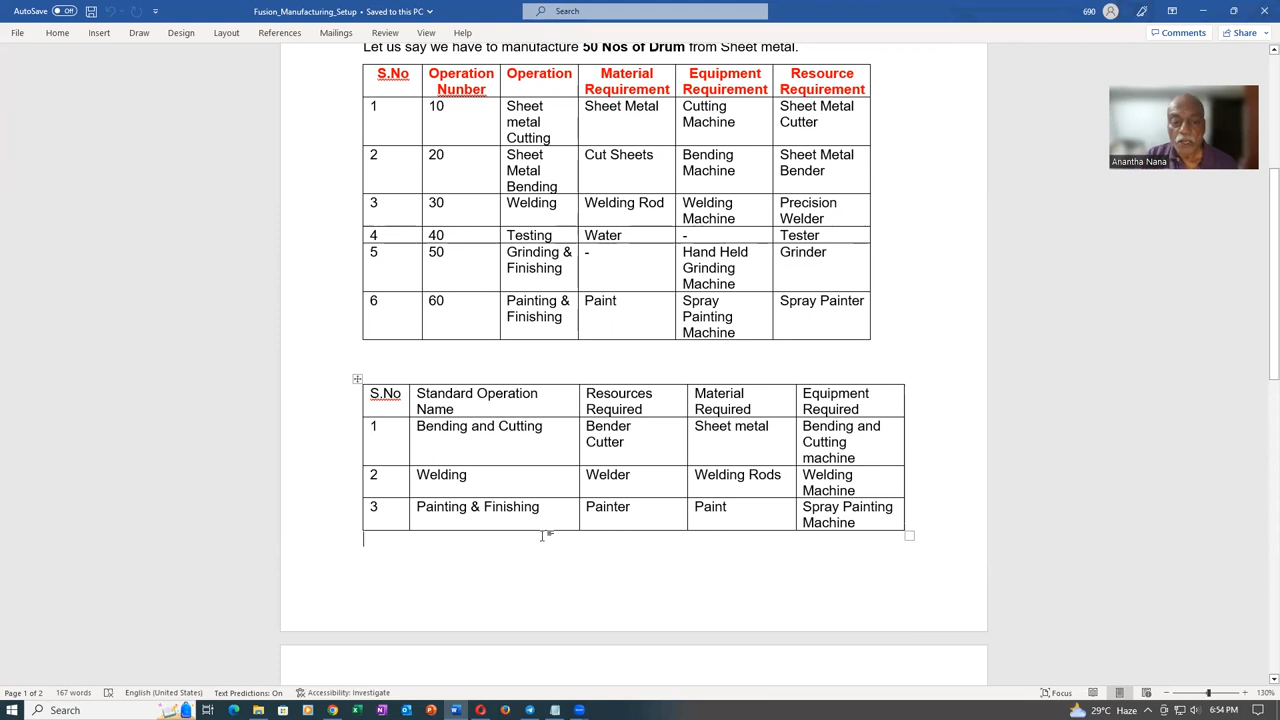 AutoSave Off Fusion_Manufacturing_Setup • Saved to this PC Search 690
File Home Insert Draw Design Layout References Mailings Review View Help Comments Share
Let us say we have to manufacture 50 Nos of Drum from Sheet metal.
S.No Operation Nunber Operation Material Requirement Equipment Requirement Resource Requirement
1 10 Sheet metal Cutting Sheet Metal Cutting Machine Sheet Metal Cutter
2 20 Sheet Metal Bending Cut Sheets Bending Machine Sheet Metal Bender
3 30 Welding Welding Rod Welding Machine Precision Welder
4 40 Testing Water - Tester
5 50 Grinding & Finishing - Hand Held Grinding Machine Grinder
6 60 Painting & Finishing Paint Spray Painting Machine Spray Painter
S.No Standard Operation Name Resources Required Material Required Equipment Required
1 Bending and Cutting Bender Cutter Sheet metal Bending and Cutting machine
2 Welding Welder Welding Rods Welding Machine
3 Painting & Finishing Painter Paint Spray Painting Machine
Anantha Nana
Page 1 of 2 167 words English (United States) Text Predictions: On Accessibility: Investigate Focus 130%
Search 29°C Haze 6:54 PM